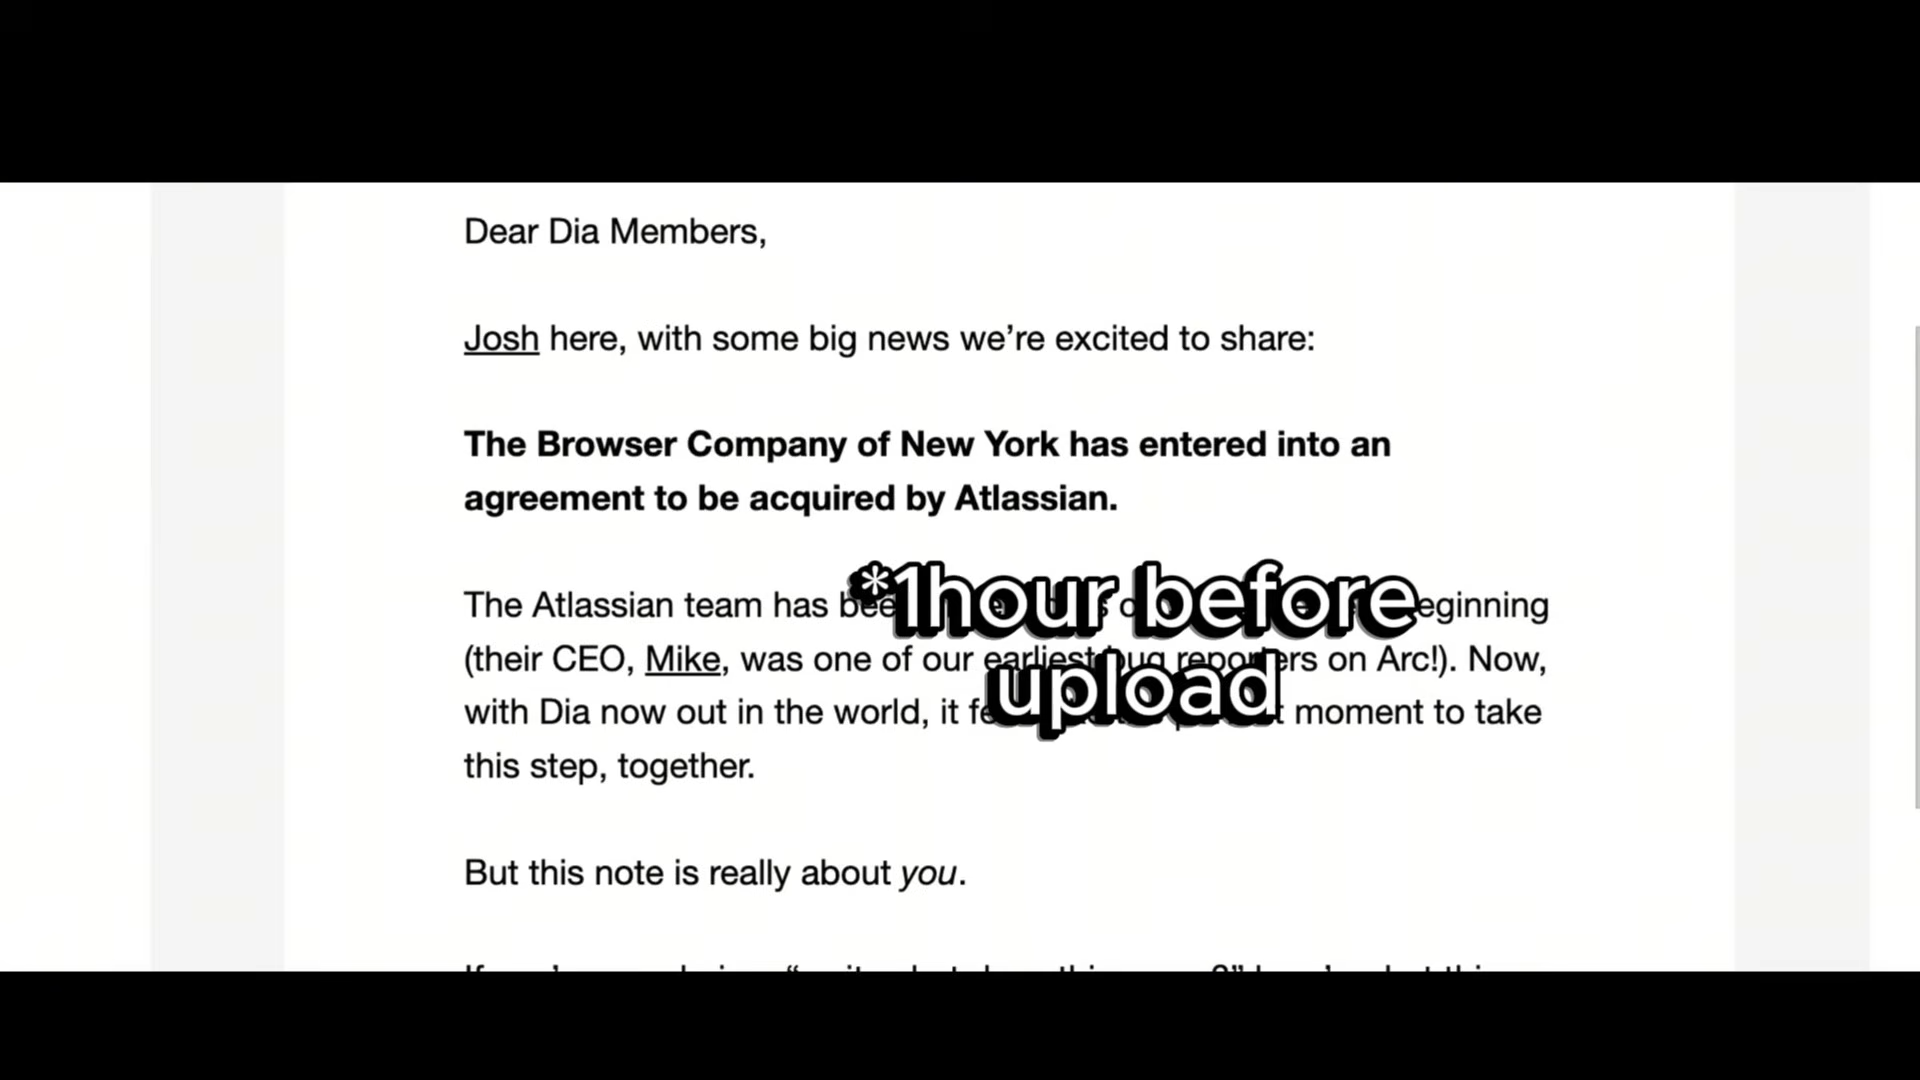 Dear Dia Members,
Josh here, with some big news we're excited to share:
The Browser Company of New York has entered into an
agreement to be acquired by Atlassian.
*1hour before
upload
The Atlassian team has
(their CEO, Mike, was one of our earliest bug reporters on Arc!). Now,
with Dia now out in the world, it moment to take
this step, together.
But this note is really about you.